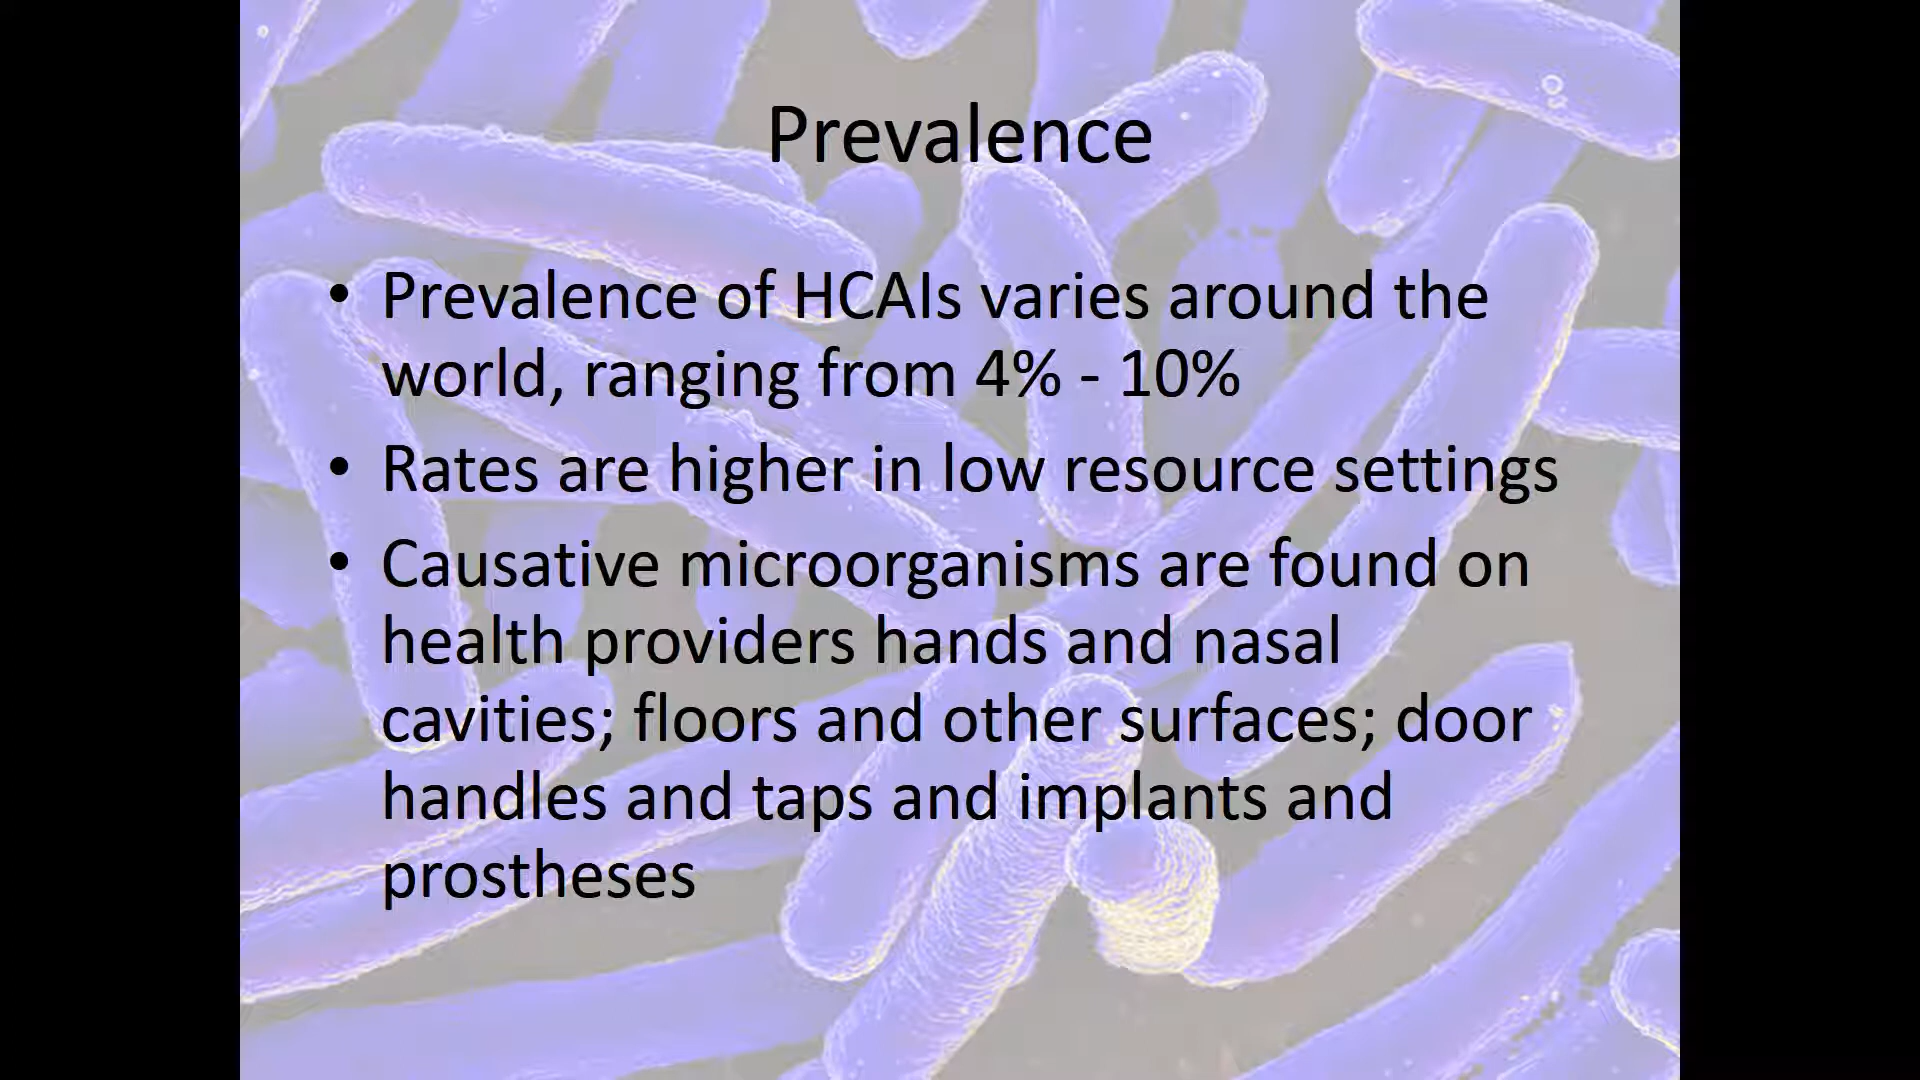 Prevalence
• Prevalence of HCAIs varies around the
world, ranging from 4% - 10%
• Rates are higher in low resource settings
• Causative microorganisms are found on
health providers hands and nasal
cavities; floors and other surfaces; door
handles and taps and implants and
prostheses